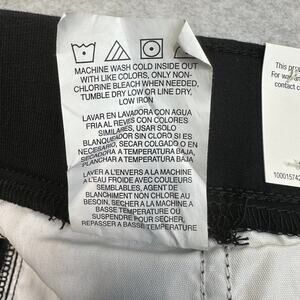 MACHINE WASH COLD INSIDE OUT
WITH LIKE COLORS, ONLY NON-
CHLORINE BLEACH WHEN NEEDED,
TUMBLE DRY LOW OR LINE DRY,
LOW IRON
LAVAR EN LAVADORA CON AGUA
FRIA AL REVES CON COLORES
SIMILARES, USAR SOLO
BLANQUEADOR SIN CLORO,SI ES
NECESARIO, SECAR COLGADO O EN
SECADORA A TEMPERATURA BAJA,
PLANCHAR A TEMPERATURA BAJA
LAVER A L'ENVERS A LA MACHINE
A L'EAU FROIDE AVEC COULEURS
SEMBLABLES, AGENT DE
BLANCHIMENT NON CHLORE AU
BESOIN, SECHER A LA MACHINE A
BASSE TEMPERATURE OU
SUSPENDRE POUR SECHER,
REPASSER A BASSE TEMPERATURE
This prod
For war
contact c
100015742